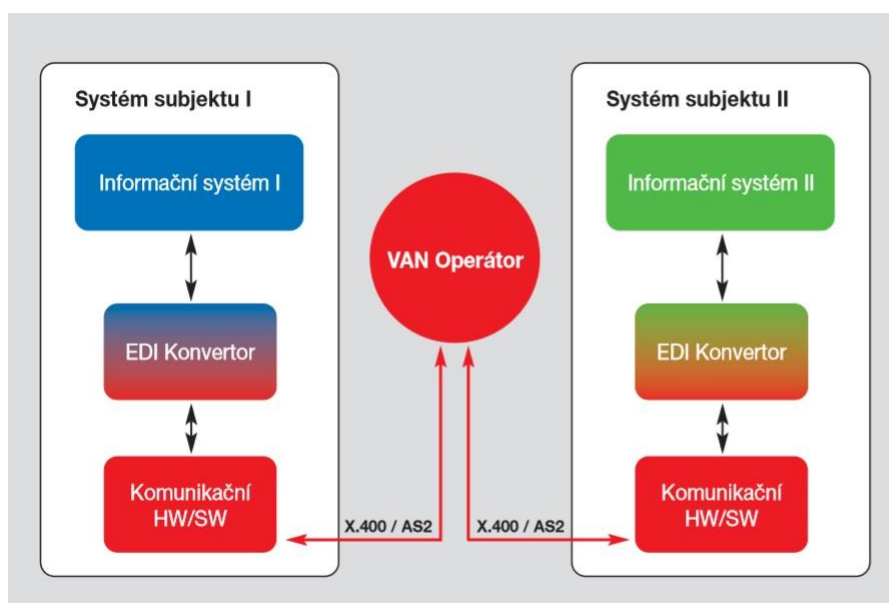 Systém subjektu I
Informační systém I
EDI Konvertor
Komunikační
HW/SW
VAN Operátor
X.400 / AS2
X.400 / AS2
Systém subjektu II
Informační systém II
EDI Konvertor
Komunikační
HW/SW